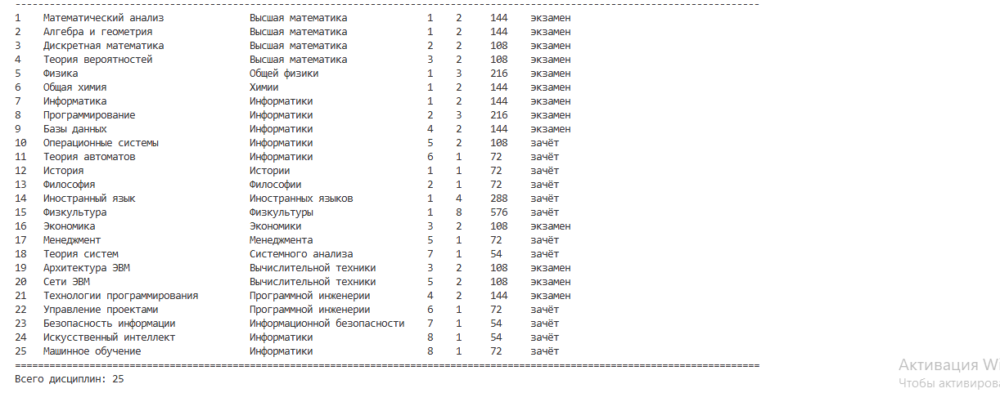 ----------------------------------------------------------------------------------------------------------------------------------
1 Математический анализ Высшая математика 1 2 144 экзамен
2 Алгебра и геометрия Высшая математика 1 2 144 экзамен
3 Дискретная математика Высшая математика 2 2 108 экзамен
4 Теория вероятностей Высшая математика 3 2 108 экзамен
5 Физика Общей физики 1 3 216 экзамен
6 Общая химия Химии 1 2 144 экзамен
7 Информатика Информатики 1 2 144 экзамен
8 Программирование Информатики 2 3 216 экзамен
9 Базы данных Информатики 4 2 144 экзамен
10 Операционные системы Информатики 5 2 108 зачёт
11 Теория автоматов Информатики 6 1 72 зачёт
12 История Истории 1 1 72 зачёт
13 Философия Философии 2 1 72 зачёт
14 Иностранный язык Иностранных языков 1 4 288 зачёт
15 Физкультура Физкультуры 1 8 576 зачёт
16 Экономика Экономики 3 2 108 экзамен
17 Менеджмент Менеджмента 5 1 72 зачёт
18 Теория систем Системного анализа 7 1 54 зачёт
19 Архитектура ЭВМ Вычислительной техники 3 2 108 экзамен
20 Сети ЭВМ Вычислительной техники 5 2 108 экзамен
21 Технологии программирования Программной инженерии 4 2 144 экзамен
22 Управление проектами Программной инженерии 6 1 72 зачёт
23 Безопасность информации Информационной безопасности 7 1 54 зачёт
24 Искусственный интеллект Информатики 8 1 54 зачёт
25 Машинное обучение Информатики 8 1 72 зачёт
==================================================================================================================================
Всего дисциплин: 25
Активация Wi
Чтобы активирова